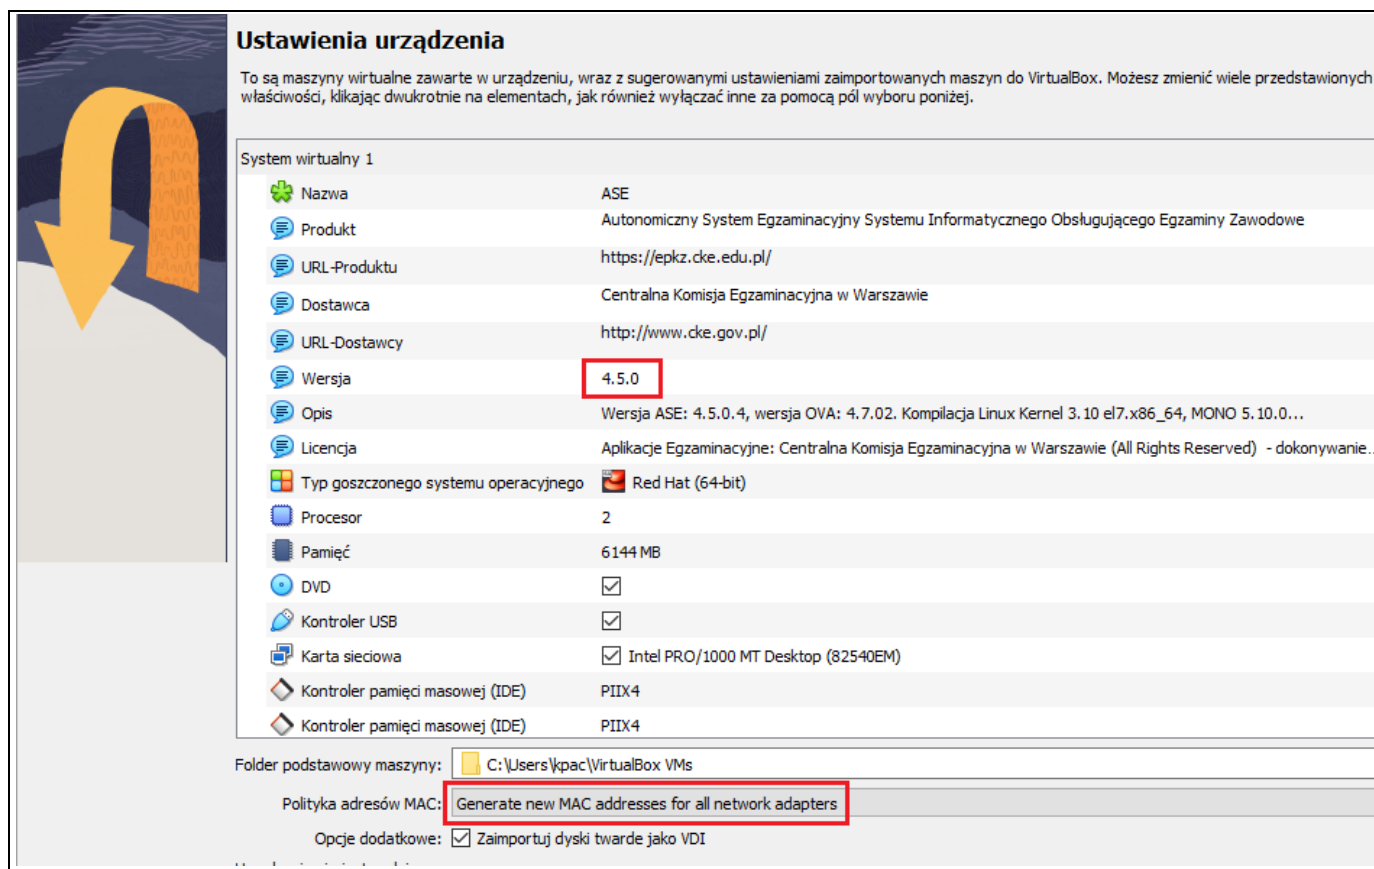 Ustawienia urządzenia
To są maszyny wirtualne zawarte w urządzeniu, wraz z sugerowanymi ustawieniami zaimportowanych maszyn do VirtualBox. Możesz zmienić wiele przedstawionych
właściwości, klikając dwukrotnie na elementach, jak również wyłączać inne za pomocą pól wyboru poniżej.
System wirtualny 1
Nazwa ASE
Produkt Autonomiczny System Egzaminacyjny Systemu Informatycznego Obsługującego Egzaminy Zawodowe
URL-Produktu https://epkz.cke.edu.pl/
Dostawca Centralna Komisja Egzaminacyjna w Warszawie
URL-Dostawcy http://www.cke.gov.pl/
Wersja 4.5.0
Opis Wersja ASE: 4.5.0.4, wersja OVA: 4.7.02. Kompilacja Linux Kernel 3.10 el7.x86_64, MONO 5.10.0...
Licencja Aplikacje Egzaminacyjne: Centralna Komisja Egzaminacyjna w Warszawie (All Rights Reserved) - dokonywanie..
Typ goszczonego systemu operacyjnego Red Hat (64-bit)
Procesor 2
Pamięć 6144 MB
DVD
Kontroler USB
Karta sieciowa Intel PRO/1000 MT Desktop (82540EM)
Kontroler pamięci masowej (IDE) PIIX4
Kontroler pamięci masowej (IDE) PIIX4
Folder podstawowy maszyny: C:\Users\kpac\VirtualBox VMs
Polityka adresów MAC: Generate new MAC addresses for all network adapters
Opcje dodatkowe: Zaimportuj dyski twarde jako VDI